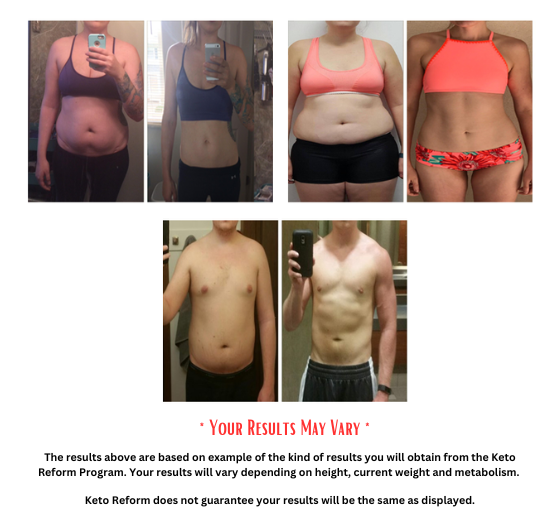 * Your Results May Vary *
The results above are based on example of the kind of results you will obtain from the Keto
Reform Program. Your results will vary depending on height, current weight and metabolism.
Keto Reform does not guarantee your results will be the same as displayed.